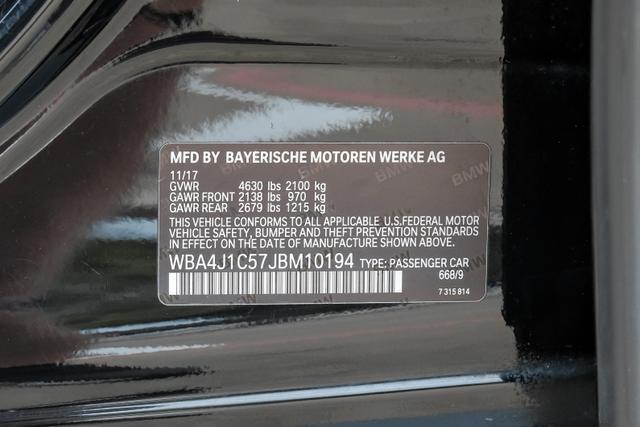 MFD BY BAYERISCHE MOTOREN WERKE AG
11/17
GVWR 4630 lbs 2100 kg
GAWR FRONT 2138 lbs 970 kg
GAWR REAR 2679 lbs 1215 kg
THIS VEHICLE CONFORMS TO ALL APPLICABLE U.S.FEDERAL MOTOR
VEHICLE SAFETY, BUMPER AND THEFT PREVENTION STANDARDS
IN EFFECT ON THE DATE OF MANUFACTURE SHOWN ABOVE.
WBA4J1C57JBM10194 TYPE: PASSENGER CAR
668/9
7 315 814